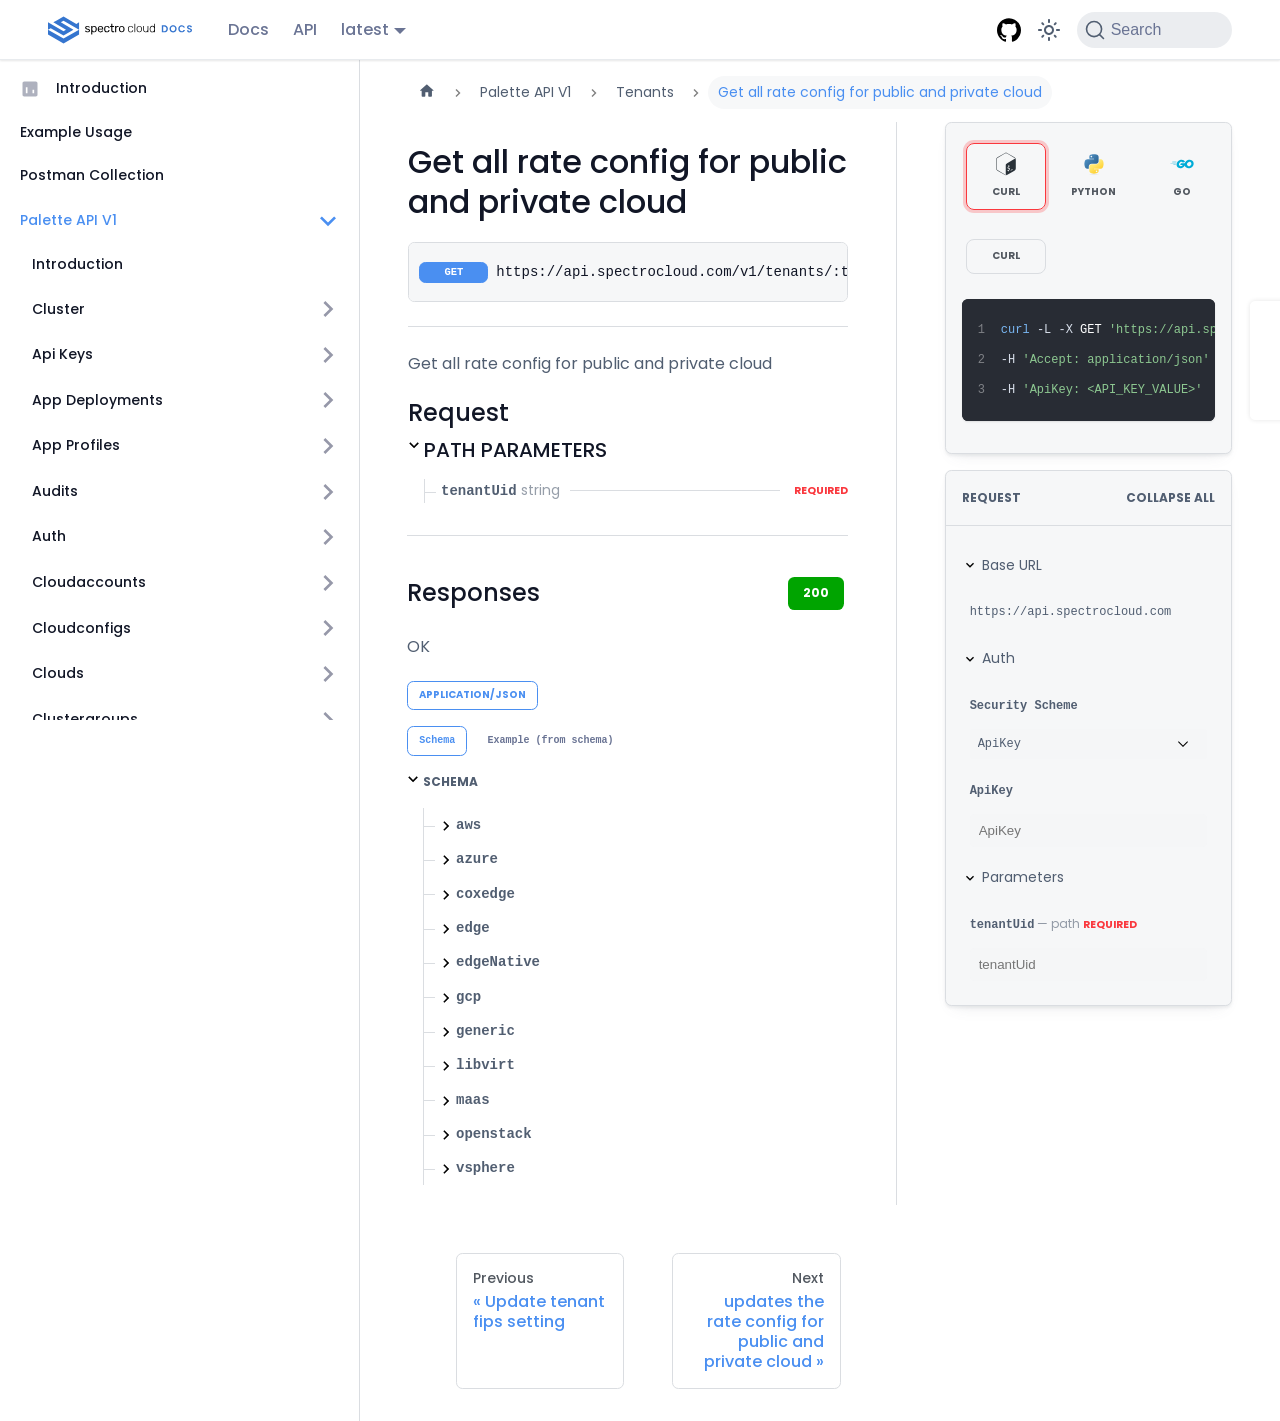 spectro cloud DOCS
Docs
API
latest
Search
Introduction
Example Usage
Postman Collection
Palette API V1
Introduction
Cluster
Api Keys
App Deployments
App Profiles
Audits
Auth
Cloudaccounts
Cloudconfigs
Clouds
Clustergroups
Palette API V1
Tenants
Get all rate config for public and private cloud
Get all rate config for public
and private cloud
GET https://api.spectrocloud.com/v1/tenants/:t
Get all rate config for public and private cloud
Request
PATH PARAMETERS
tenantUid string REQUIRED
Responses
200
OK
APPLICATION/JSON
Schema
Example (from schema)
SCHEMA
aws
azure
coxedge
edge
edgeNative
gcp
generic
libvirt
maas
openstack
vsphere
Previous
« Update tenant
fips setting
Next
updates the
rate config for
public and
private cloud »
CURL
PYTHON
GO
CURL
1 curl -L -X GET 'https://api.sp
2 -H 'Accept: application/json'
3 -H 'ApiKey: <API_KEY_VALUE>'
REQUEST
COLLAPSE ALL
Base URL
https://api.spectrocloud.com
Auth
Security Scheme
ApiKey
ApiKey
ApiKey
Parameters
tenantUid — path REQUIRED
tenantUid